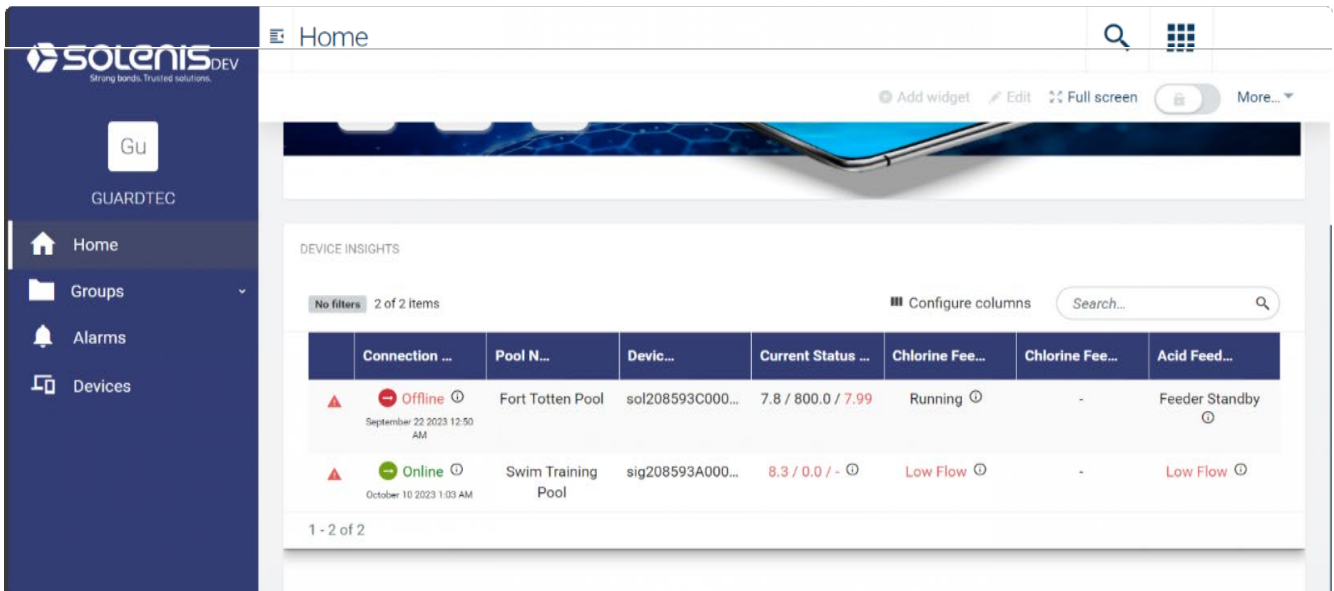 SOLENIS DEV
Strong bonds. Trusted solutions.
Home
Add widget Edit Full screen More...
Gu
GUARDTEC
Home
Groups
Alarms
Devices
DEVICE INSIGHTS
No filters 2 of 2 items Configure columns Search...
Connection ... Pool N... Devic... Current Status ... Chlorine Fee... Chlorine Fee... Acid Feed...
Offline Fort Totten Pool sol208593C000... 7.8 / 800.0 / 7.99 Running - Feeder Standby
September 22 2023 12:50
AM
Online Swim Training sig208593A000... 8.3 / 0.0 / - Low Flow - Low Flow
Pool
October 10 2023 1:03 AM
1 - 2 of 2